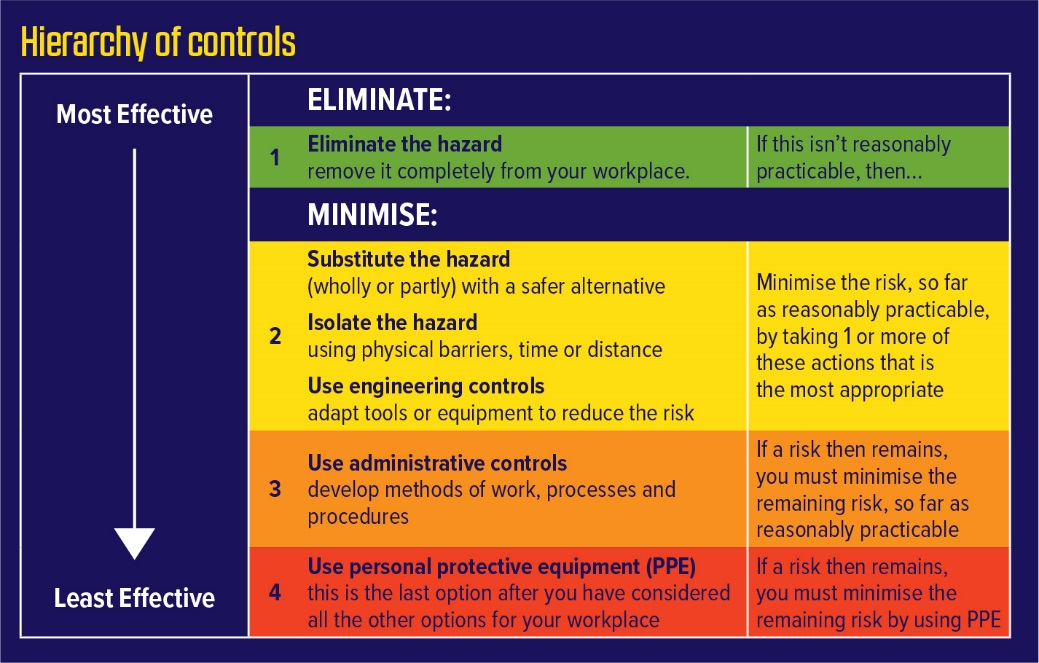 Hierarchy of controls
Most Effective
Least Effective
ELIMINATE:
1
Eliminate the hazard
remove it completely from your workplace.
If this isn’t reasonably
practicable, then...
MINIMISE:
2
Substitute the hazard
(wholly or partly) with a safer alternative
Isolate the hazard
using physical barriers, time or distance
Use engineering controls
adapt tools or equipment to reduce the risk
Minimise the risk, so far
as reasonably practicable,
by taking 1 or more of
these actions that is
the most appropriate
3
Use administrative controls
develop methods of work, processes and
procedures
If a risk then remains,
you must minimise the
remaining risk, so far as
reasonably practicable
4
Use personal protective equipment (PPE)
this is the last option after you have considered
all the other options for your workplace
If a risk then remains,
you must minimise the
remaining risk by using PPE